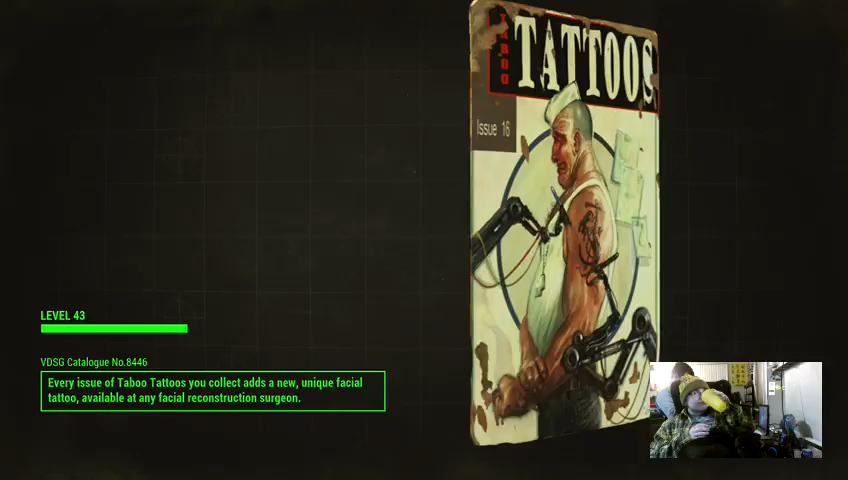 TABOO
TATTOOS
Issue 16
LEVEL 43
VDSG Catalogue No.8446
Every issue of Taboo Tattoos you collect adds a new, unique facial
tattoo, available at any facial reconstruction surgeon.